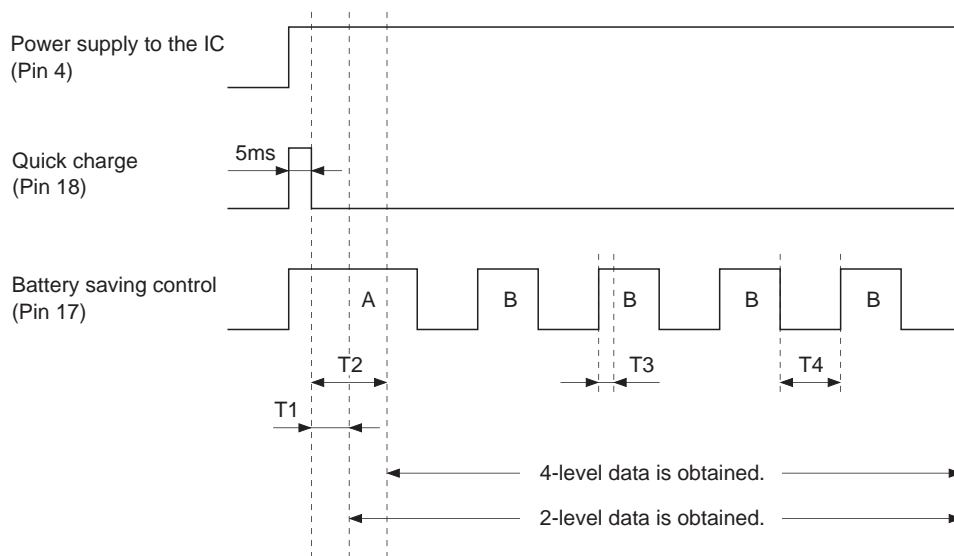 Power supply to the IC
(Pin 4)
Quick charge
(Pin 18)
5ms
Battery saving control
(Pin 17)
A
B
B
B
B
T2
T3
T4
T1
4-level data is obtained.
2-level data is obtained.